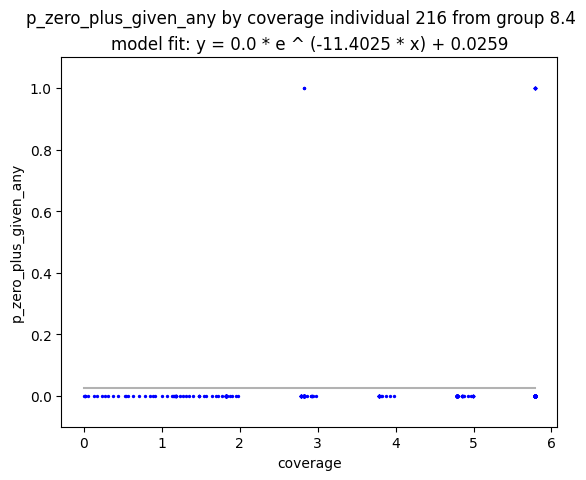 p_zero_plus_given_any by coverage individual 216 from group 8.4
model fit: y = 0.0 * e ^ (-11.4025 * x) + 0.0259
1.0
0.8
0.6
0.4
0.2
0.0
p_zero_plus_given_any
0 1 2 3 4 5 6
coverage